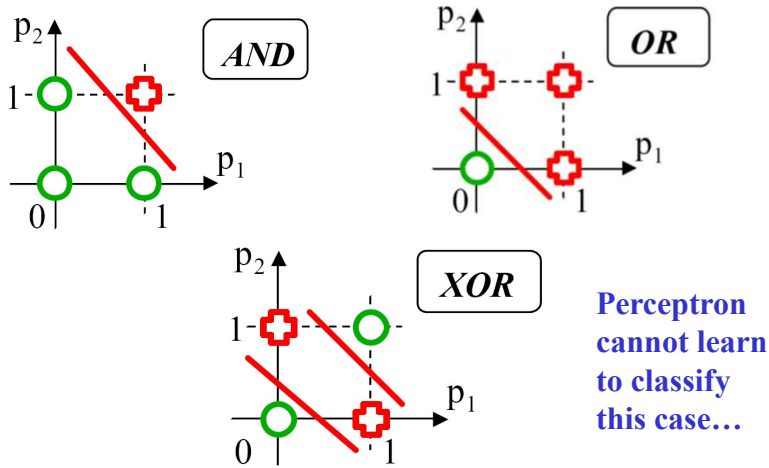 p₂
AND
1
p₁
0
1
p₂
OR
1
p₁
0
1
p₂
XOR
1
p₁
0
1
Perceptron
cannot learn
to classify
this case…